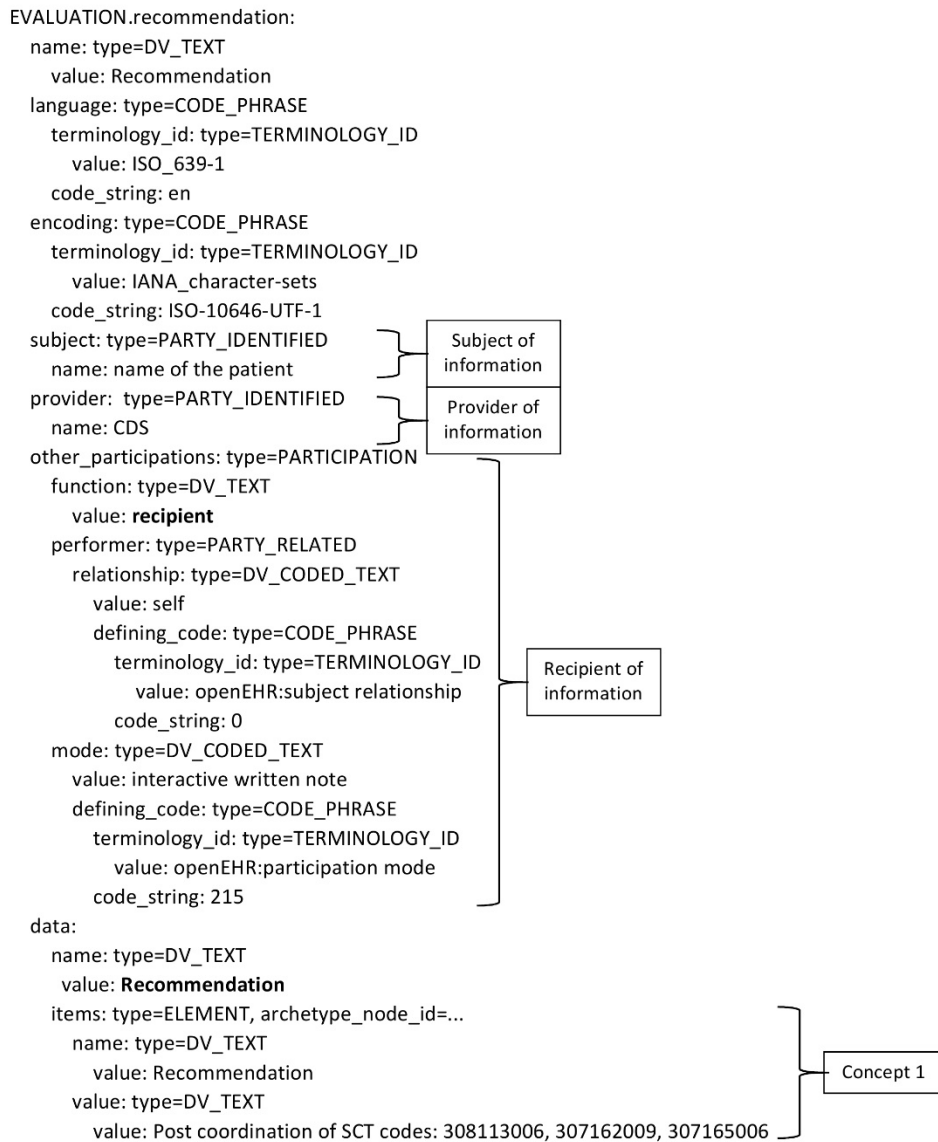 EVALUATION.recommendation:
name: type=DV_TEXT
value: Recommendation
language: type=CODE_PHRASE
terminology_id: type=TERMINOLOGY_ID
value: ISO_639-1
code_string: en
encoding: type=CODE_PHRASE
terminology_id: type=TERMINOLOGY_ID
value: IANA_character-sets
code_string: ISO-10646-UTF-1
subject: type=PARTY_IDENTIFIED
name: name of the patient
Subject of
information
provider: type=PARTY_IDENTIFIED
name: CDS
Provider of
information
other_participations: type=PARTICIPATION
function: type=DV_TEXT
value: recipient
performer: type=PARTY_RELATED
relationship: type=DV_CODED_TEXT
value: self
defining_code: type=CODE_PHRASE
terminology_id: type=TERMINOLOGY_ID
value: openEHR:subject relationship
code_string: 0
mode: type=DV_CODED_TEXT
value: interactive written note
defining_code: type=CODE_PHRASE
terminology_id: type=TERMINOLOGY_ID
value: openEHR:participation mode
code_string: 215
Recipient of
information
data:
name: type=DV_TEXT
value: Recommendation
items: type=ELEMENT, archetype_node_id=...
name: type=DV_TEXT
value: Recommendation
value: type=DV_TEXT
value: Post coordination of SCT codes: 308113006, 307162009, 307165006
Concept 1